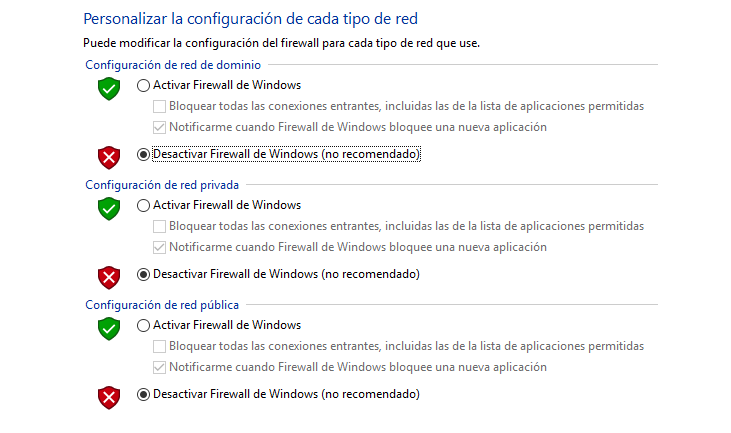 Personalizar la configuración de cada tipo de red
Puede modificar la configuración del firewall para cada tipo de red que use.
Configuración de red de dominio
Activar Firewall de Windows
Bloquear todas las conexiones entrantes, incluidas las de la lista de aplicaciones permitidas
Notificarme cuando Firewall de Windows bloquee una nueva aplicación
Desactivar Firewall de Windows (no recomendado)
Configuración de red privada
Activar Firewall de Windows
Bloquear todas las conexiones entrantes, incluidas las de la lista de aplicaciones permitidas
Notificarme cuando Firewall de Windows bloquee una nueva aplicación
Desactivar Firewall de Windows (no recomendado)
Configuración de red pública
Activar Firewall de Windows
Bloquear todas las conexiones entrantes, incluidas las de la lista de aplicaciones permitidas
Notificarme cuando Firewall de Windows bloquee una nueva aplicación
Desactivar Firewall de Windows (no recomendado)